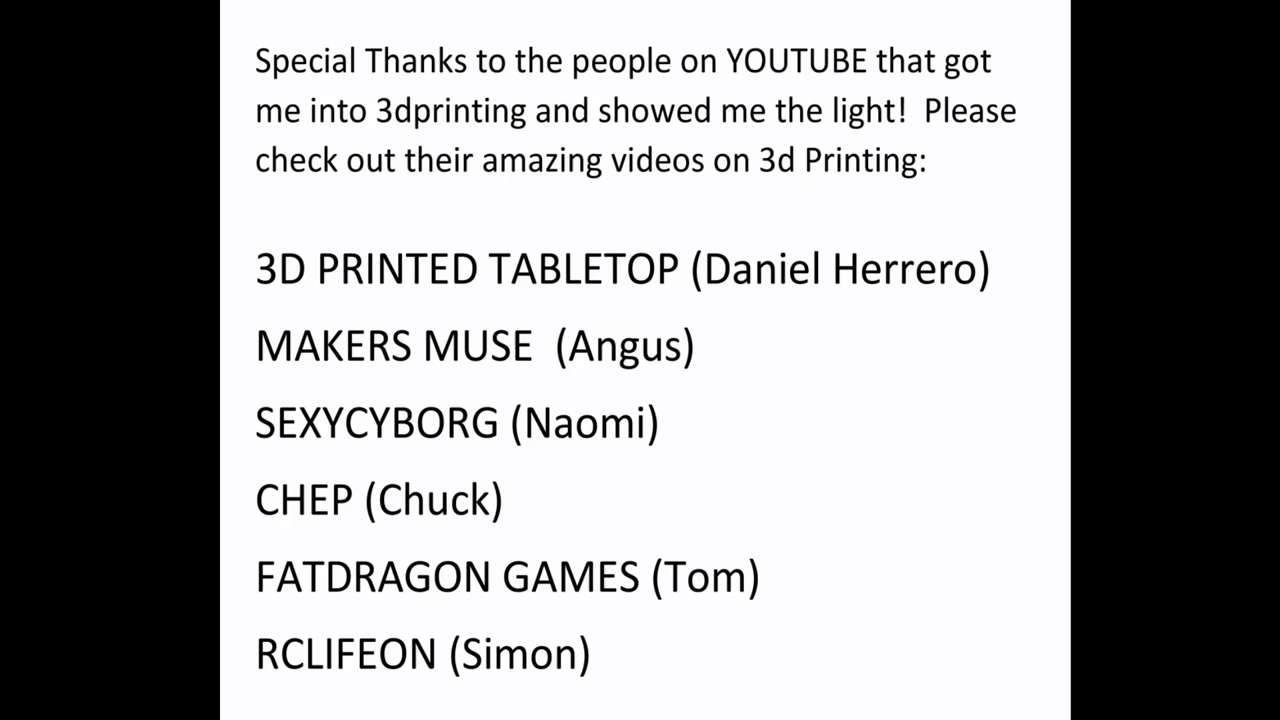 Special Thanks to the people on YOUTUBE that got
me into 3dprinting and showed me the light!  Please
check out their amazing videos on 3d Printing:
3D PRINTED TABLETOP (Daniel Herrero)
MAKERS MUSE  (Angus)
SEXYCYBORG (Naomi)
CHEP (Chuck)
FATDRAGON GAMES (Tom)
RCLIFEON (Simon)